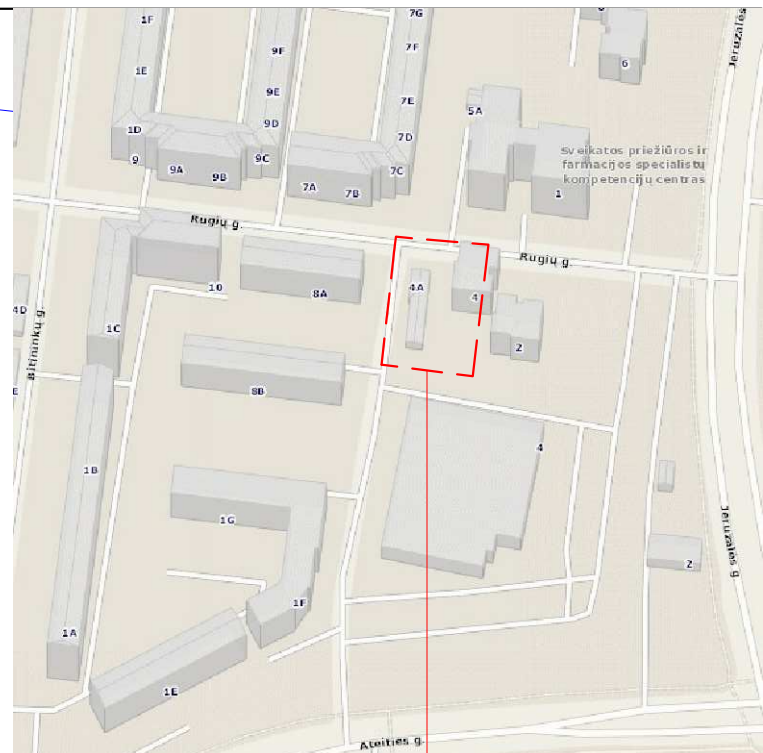 1F
7G
9F
7F
6
Jeruzalės
1E
9E
7E
5A
1D
9D
7D
Sveikatos priežiūros ir
farmacijos specialistų
kompetencijų centras
9
9A
9B
9C
7A
7B
7C
1
Rugių g.
Rugių g.
10
8A
4A
4
2
4D
1C
Bitininkų g.
E
8B
4
1B
1G
Jeruzalės g.
2
1F
1A
1E
Ateities g.